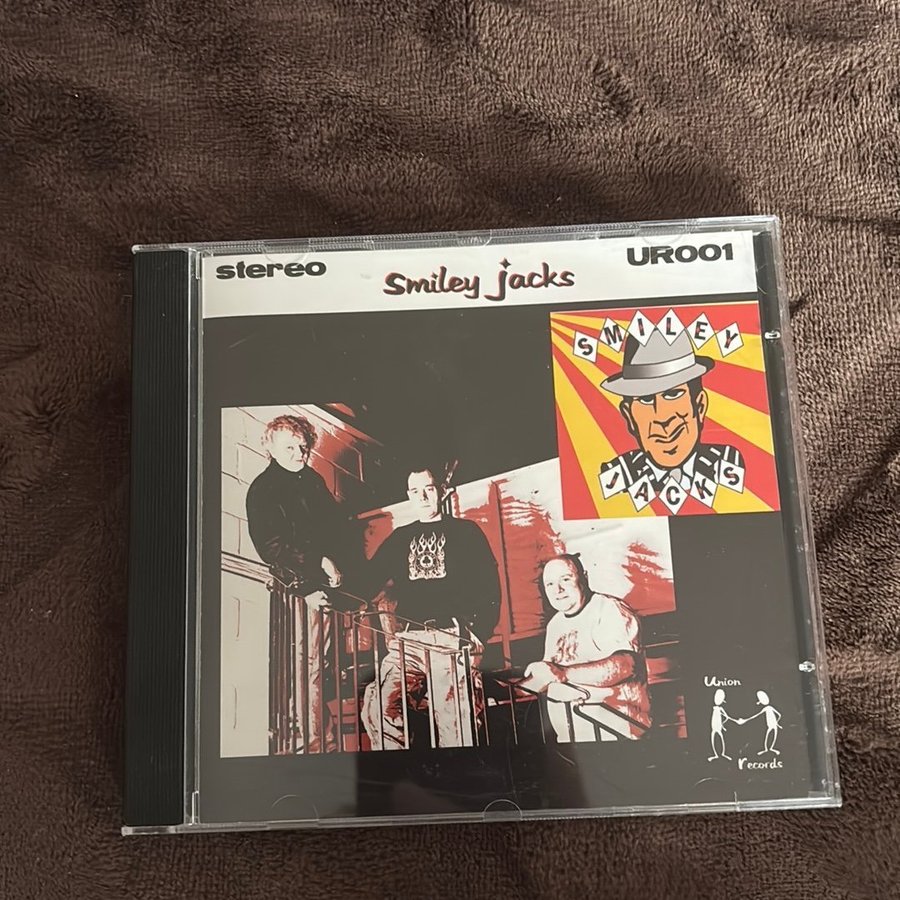 stereo
smiley jacks
UR001
SMILEY
JACKS
Union
records